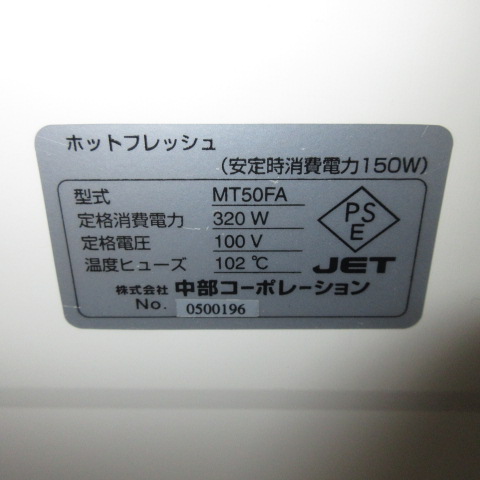 ホットフレッシュ
(安定時消費電力150W)
型式 MT50FA
定格消費電力 320 W
定格電圧 100 V
温度ヒューズ 102 ℃
PS
E
JET
株式会社 中部コーポレーション
No. 0500196